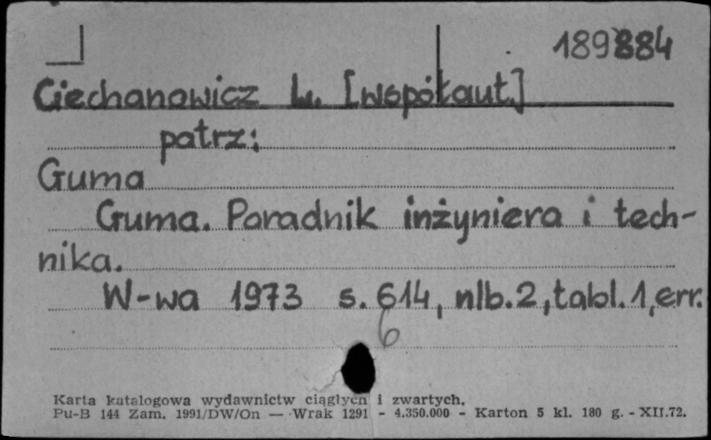 189884
Ciechanowicz L. [współaut.]
patrz:
Guma
Guma. Poradnik inżyniera i tech-
nika.
W-wa 1973 s. 614, nlb. 2, tabl. 1, err.
6
Karta katalogowa wydawnictw ciągłych i zwartych.
Pu-B 144 Zam. 1991/DW/On — Wrak 1291 - 4.350.000 - Karton 5 kl. 180 g. - XII.72.